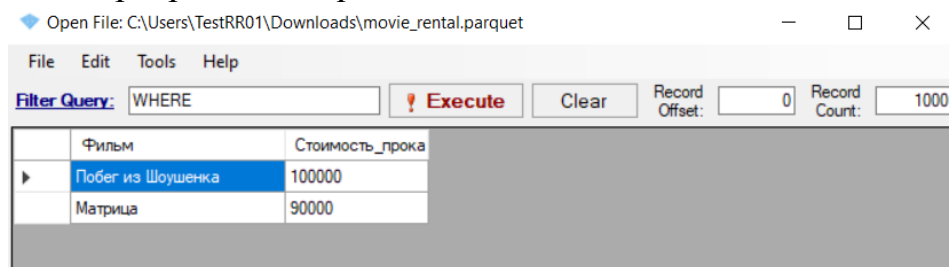 Open File: C:\Users\TestRR01\Downloads\movie_rental.parquet
File Edit Tools Help
Filter Query: WHERE Execute Clear Record Offset: 0 Record Count: 1000
Фильм Стоимость_прока
Побег из Шоушенка 100000
Матрица 90000